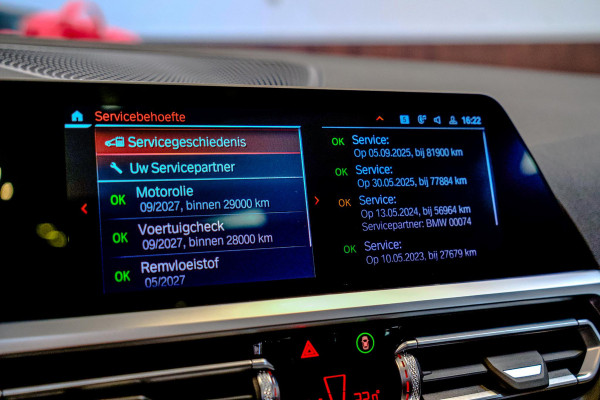 Servicebehoefte
16:22
Servicegeschiedenis
Uw Servicepartner
OK Motorolie
09/2027, binnen 29000 km
OK Voertuigcheck
09/2027, binnen 28000 km
OK Remvloeistof
05/2027
OK Service:
Op 05.09.2025, bij 81900 km
OK Service:
Op 30.05.2025, bij 77884 km
OK Service:
Op 13.05.2024, bij 56964 km
Servicepartner: BMW 00074
OK Service:
Op 10.05.2023, bij 27679 km